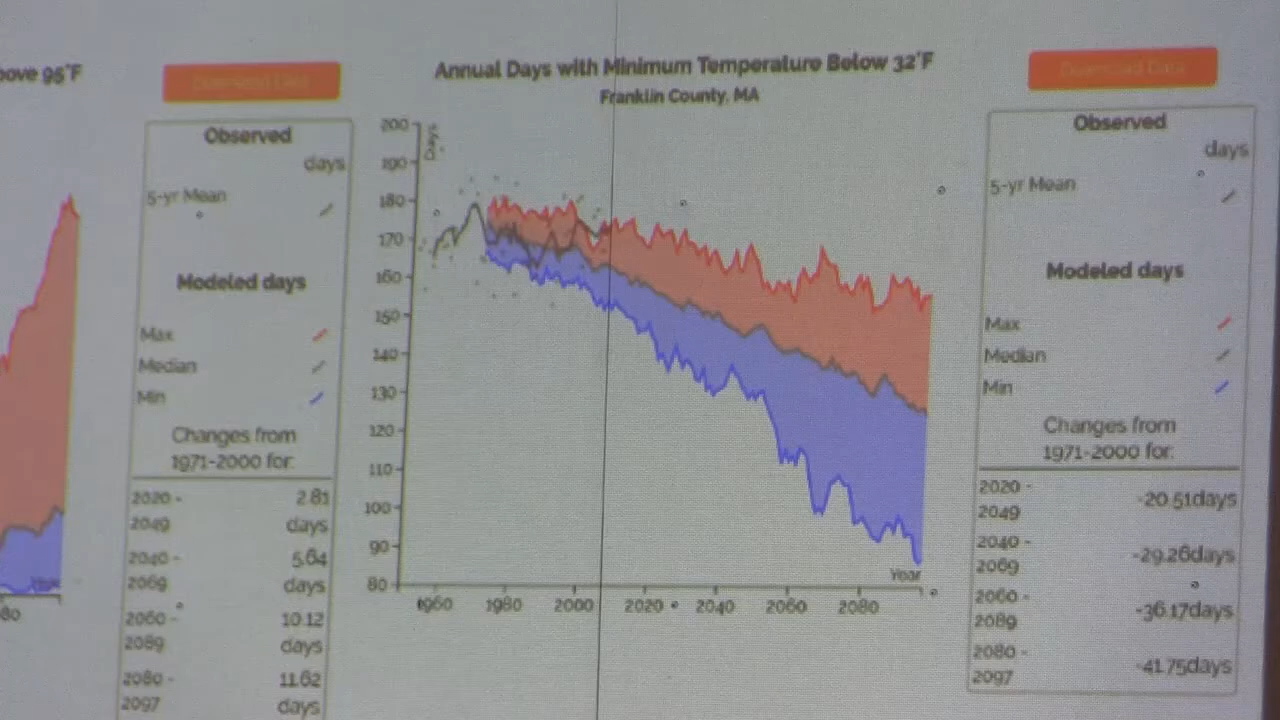 bove 95°F
Download Data
Observed
days
5-yr Mean
Modeled days
Max
Median
Min
Changes from
1971-2000 for:
2020 - 2.81
2049 days
2040 - 5.64
2069 days
2060 - 10.12
2089 days
2080 - 11.62
2097 days
80
Year
Annual Days with Minimum Temperature Below 32°F
Franklin County, MA
Days
200
190
180
170
160
150
140
130
120
110
100
90
80
1960 1980 2000 2020 2040 2060 2080
Year
Download Data
Observed
days
5-yr Mean
Modeled days
Max
Median
Min
Changes from
1971-2000 for:
2020 -
2049 -20.51days
2040 -
2069 -29.26days
2060 -
2089 -36.17days
2080 -
2097 -41.75days